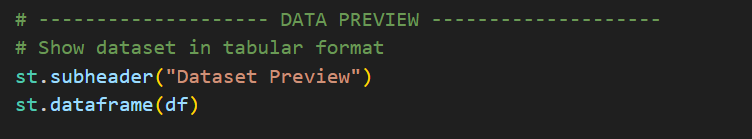 # -------------------- DATA PREVIEW --------------------
# Show dataset in tabular format
st.subheader("Dataset Preview")
st.dataframe(df)